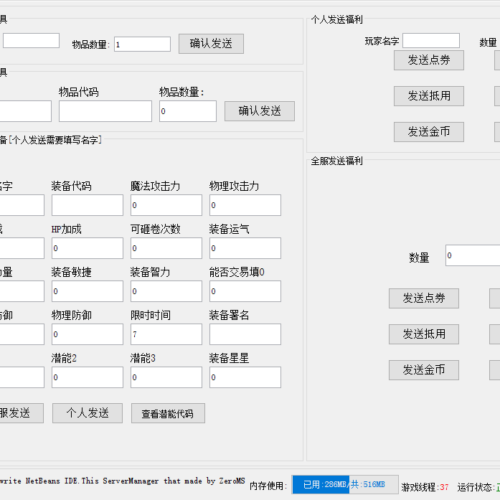 具
物品数量: 1 确认发送
具
物品代码 物品数量:
0 确认发送
备[个人发送需要填写名字]
名字 装备代码 魔法攻击力 物理攻击力
0 0
HP加成 可砸卷次数 装备运气
0 0 0
力量 装备敏捷 装备智力 能否交易填0
0 0 0
防御 物理防御 限时时间 装备署名
0 7
潜能2 潜能3 装备星星
0 0 0
服发送 个人发送 查看潜能代码
个人发送福利
玩家名字 数量
发送点券
发送抵用
发送金币
全服发送福利
数量 0
发送点券
发送抵用
发送金币
write NetBeans IDE.This ServerManager that made by ZeroMS 内存使用: 已用:286MB/共:516MB 游戏线程:37 运行状态: